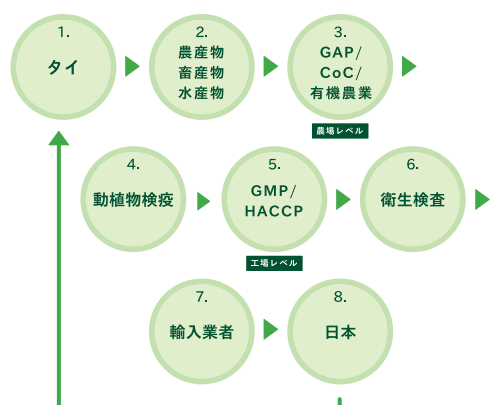 1.
タイ
2.
農産物
畜産物
水産物
3.
GAP/
CoC/
有機農業
農場レベル
4.
動植物検疫
5.
GMP/
HACCP
工場レベル
6.
衛生検査
7.
輸入業者
8.
日本